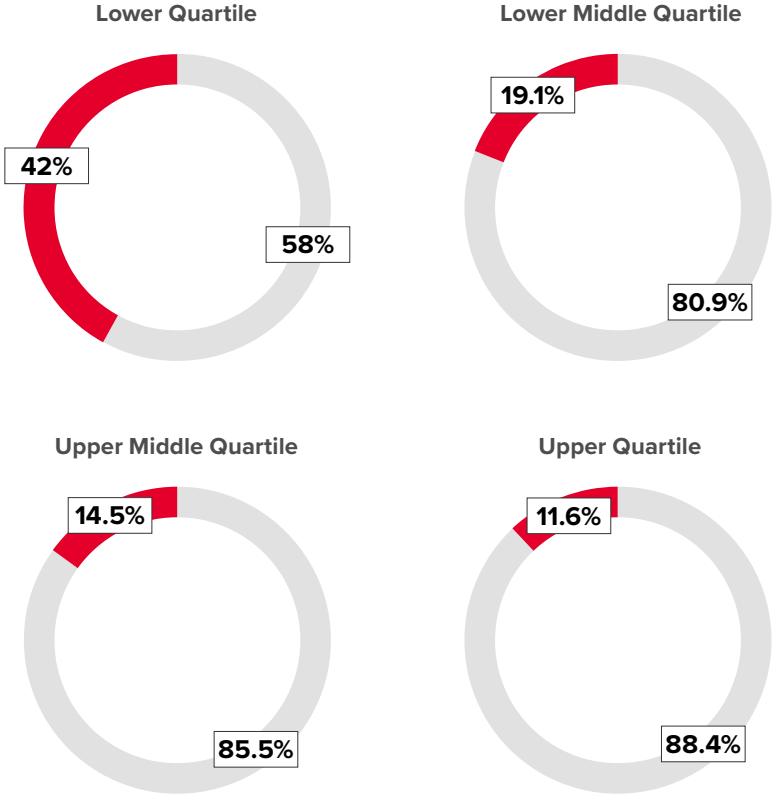 Lower Quartile
42%
58%
Lower Middle Quartile
19.1%
80.9%
Upper Middle Quartile
14.5%
85.5%
Upper Quartile
11.6%
88.4%